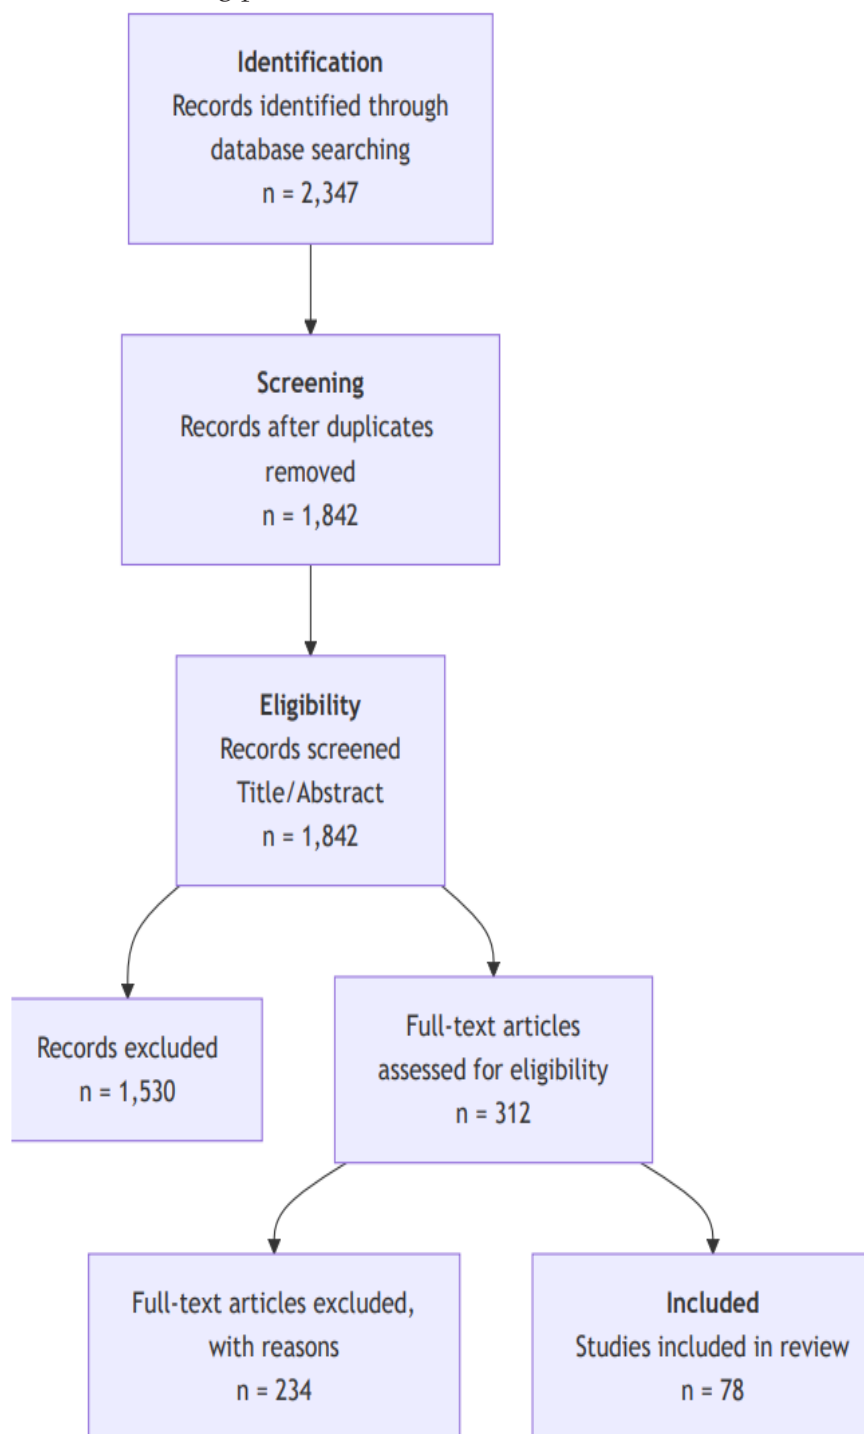 Identification
Records identified through
database searching
n = 2,347
Screening
Records after duplicates
removed
n = 1,842
Eligibility
Records screened
Title/Abstract
n = 1,842
Records excluded
n = 1,530
Full-text articles
assessed for eligibility
n = 312
Full-text articles excluded,
with reasons
n = 234
Included
Studies included in review
n = 78